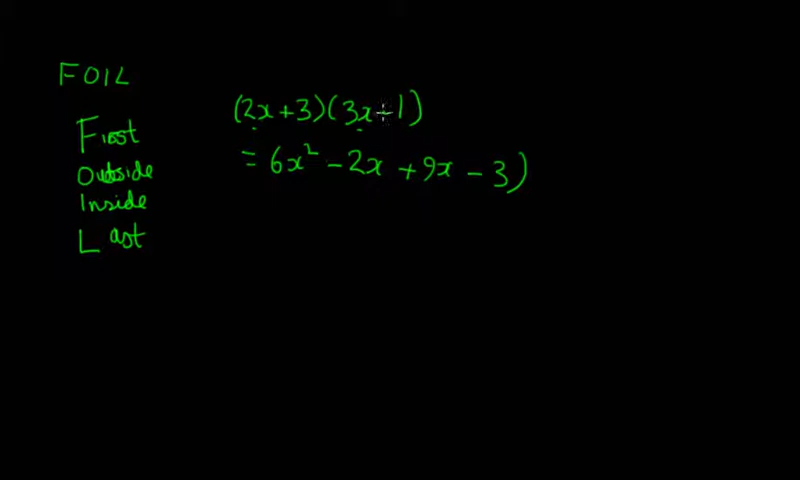 FOIL
(2x+3)(3x-1)
= 6x² - 2x + 9x - 3)
First
Outside
Inside
Last